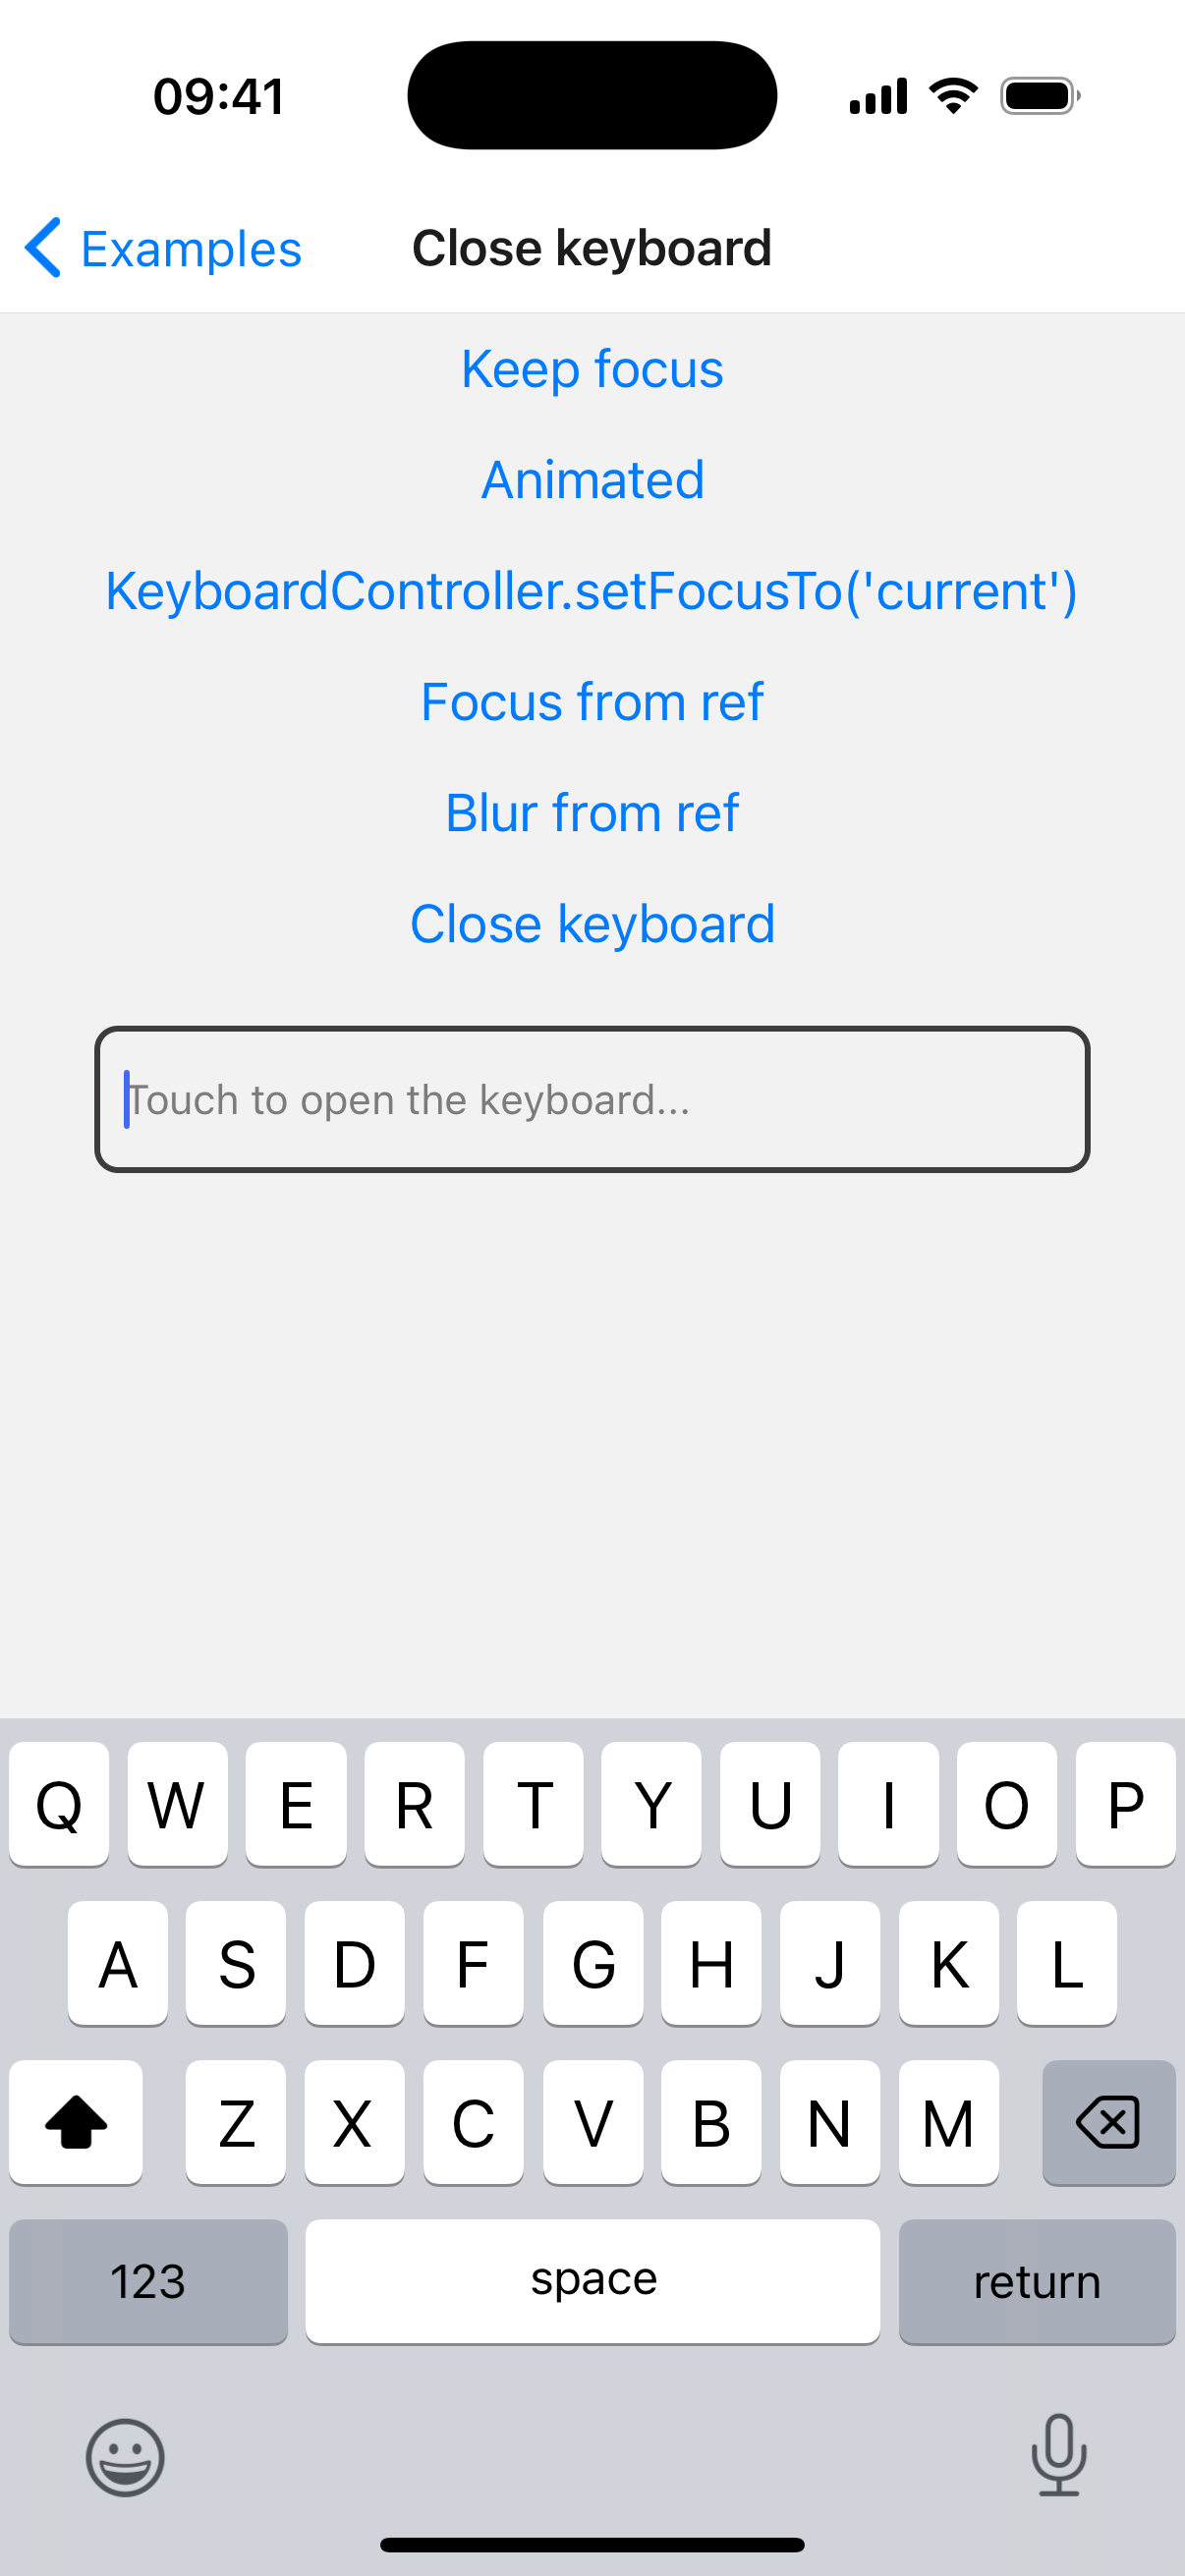 09:41
Examples Close keyboard
Keep focus
Animated
KeyboardController.setFocusTo('current')
Focus from ref
Blur from ref
Close keyboard
Touch to open the keyboard...
Q W E R T Y U I O P
A S D F G H J K L
Z X C V B N M
123 space return